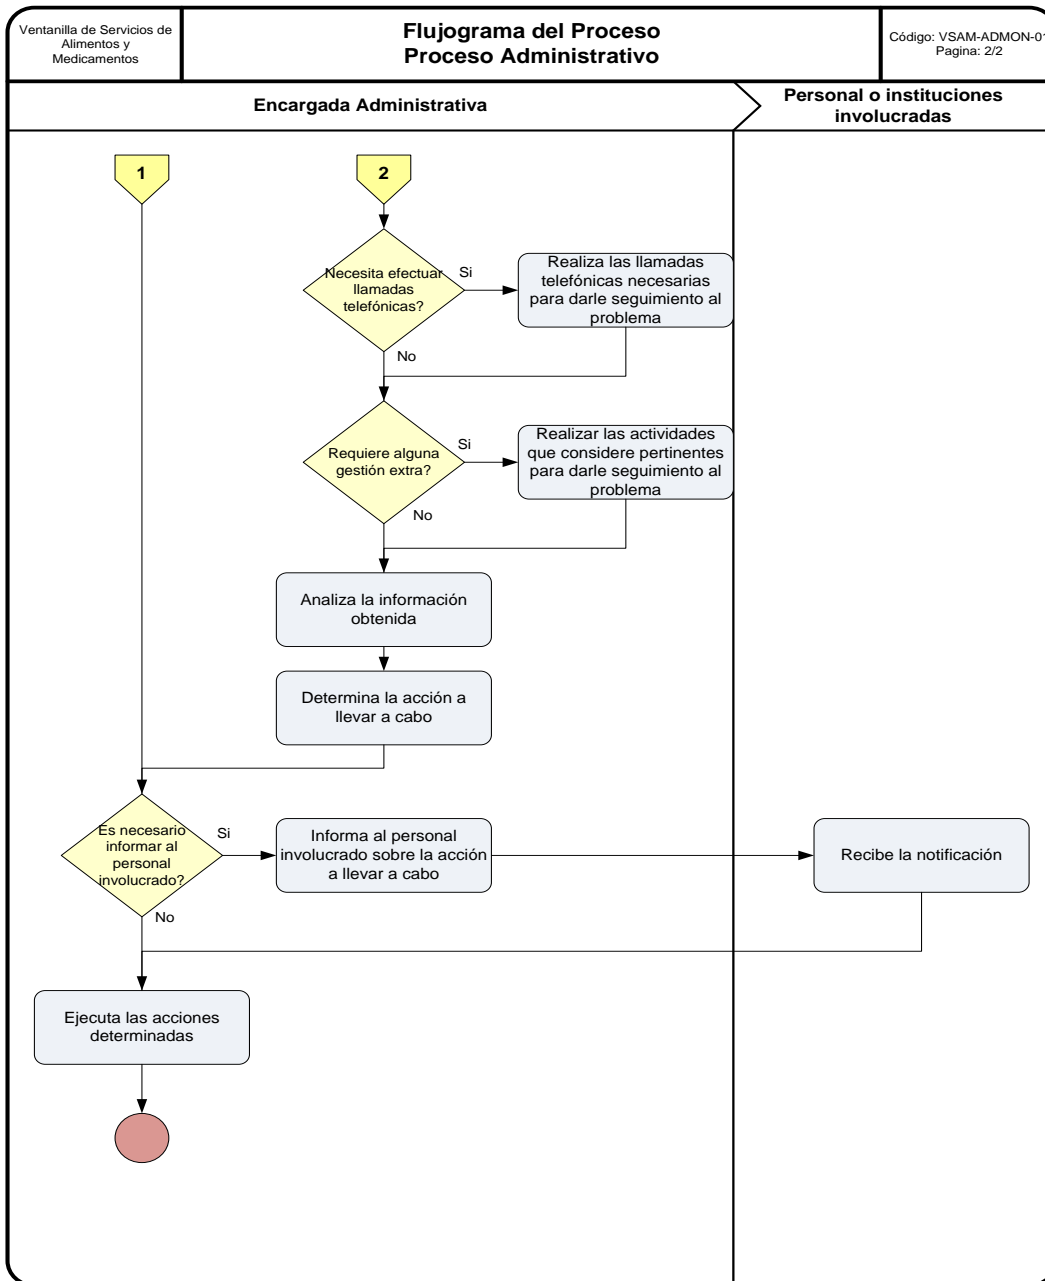 Ventanilla de Servicios de
Alimentos y
Medicamentos
Flujograma del Proceso
Proceso Administrativo
Código: VSAM-ADMON-01
Pagina: 2/2
Encargada Administrativa
Personal o instituciones
involucradas
1
2
Necesita efectuar
llamadas
telefónicas?
Si
Realiza las llamadas
telefónicas necesarias
para darle seguimiento al
problema
No
Requiere alguna
gestión extra?
Si
Realizar las actividades
que considere pertinentes
para darle seguimiento al
problema
No
Analiza la información
obtenida
Determina la acción a
llevar a cabo
Es necesario
informar al
personal
involucrado?
Si
Informa al personal
involucrado sobre la acción
a llevar a cabo
Recibe la notificación
No
Ejecuta las acciones
determinadas